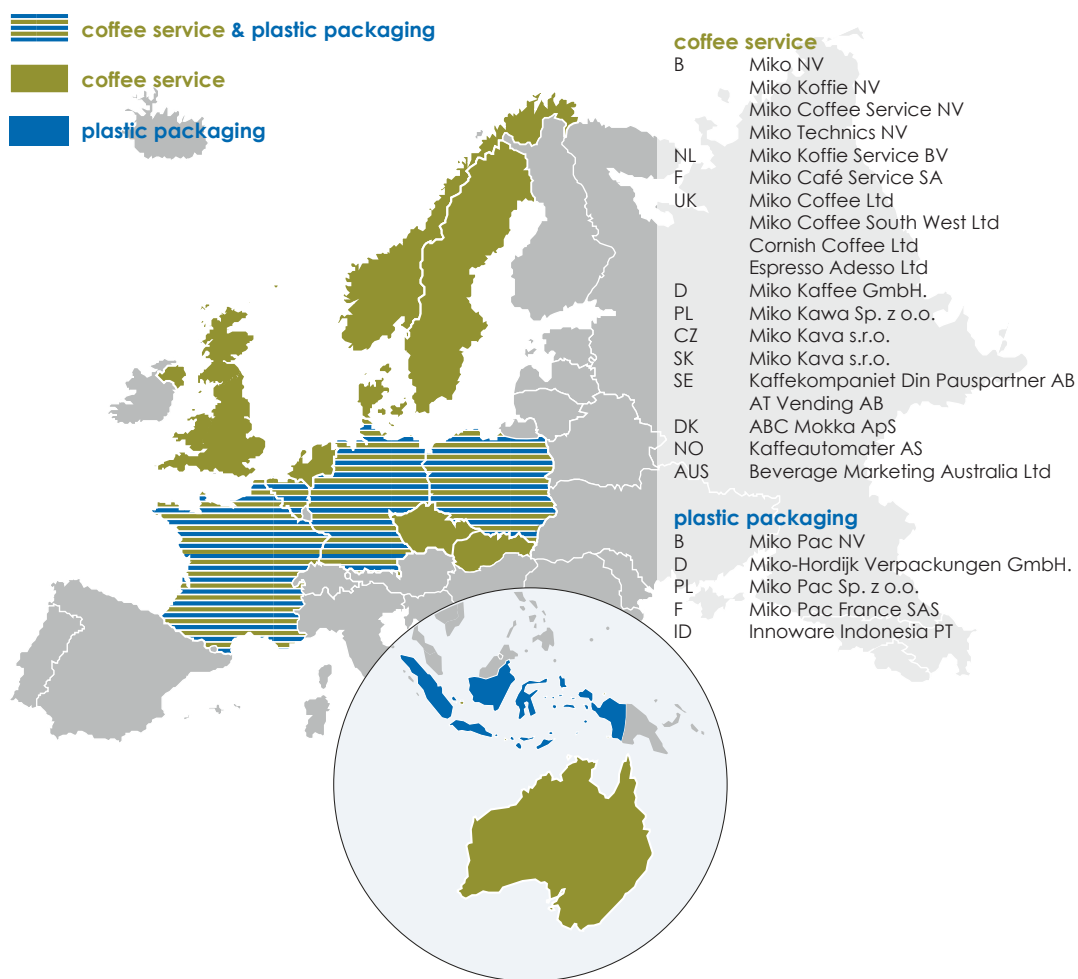 coffee service & plastic packaging
coffee service
plastic packaging
coffee service
B Miko NV
Miko Koffie NV
Miko Coffee Service NV
Miko Technics NV
NL Miko Koffie Service BV
F Miko Café Service SA
UK Miko Coffee Ltd
Miko Coffee South West Ltd
Cornish Coffee Ltd
Espresso Adesso Ltd
D Miko Kaffee GmbH.
PL Miko Kawa Sp. z o.o.
CZ Miko Kava s.r.o.
SK Miko Kava s.r.o.
SE Kaffekompaniet Din Pauspartner AB
AT Vending AB
DK ABC Mokka ApS
NO Kaffeautomater AS
AUS Beverage Marketing Australia Ltd
plastic packaging
B Miko Pac NV
D Miko-Hordijk Verpackungen GmbH.
PL Miko Pac Sp. z o.o.
F Miko Pac France SAS
ID Innoware Indonesia PT